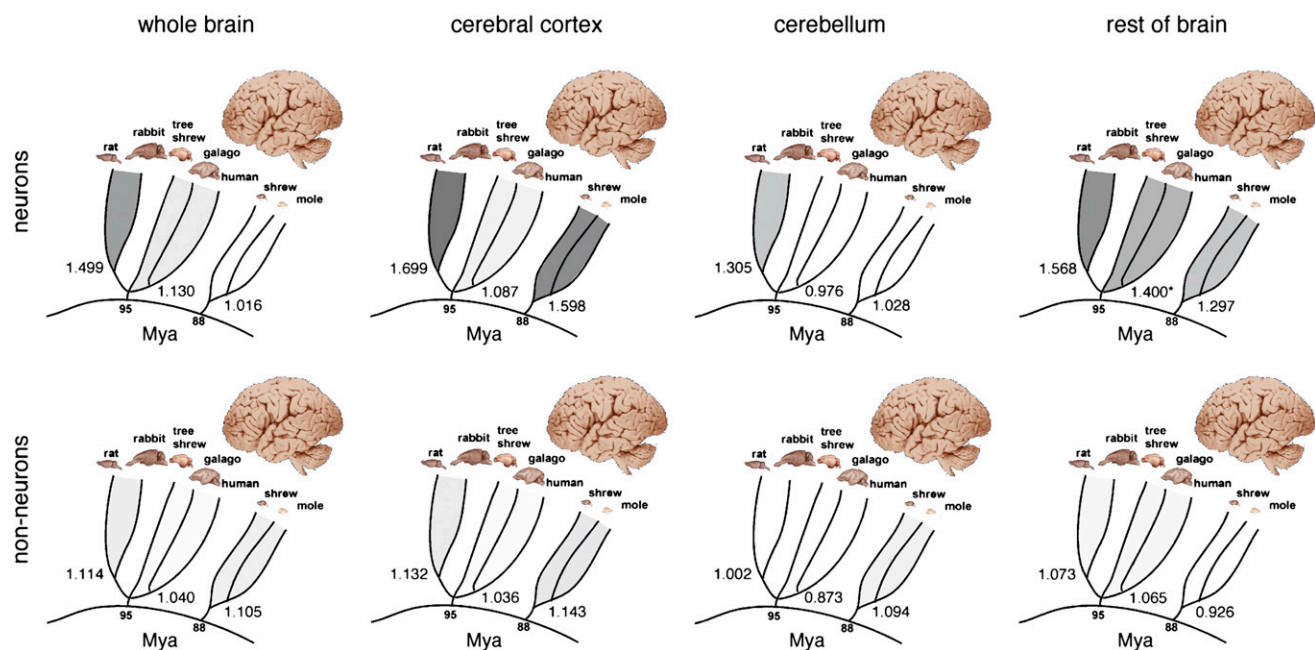 whole brain
cerebral cortex
cerebellum
rest of brain
neurons
rat
rabbit
tree
shrew
galago
human
shrew
mole
1.499
1.130
1.016
95
88
Mya
rat
rabbit
tree
shrew
galago
human
shrew
mole
1.699
1.087
1.598
95
88
Mya
rat
rabbit
tree
shrew
galago
human
shrew
mole
1.305
0.976
1.028
95
88
Mya
rat
rabbit
tree
shrew
galago
human
shrew
mole
1.568
1.400*
1.297
95
88
Mya
non-neurons
rat
rabbit
tree
shrew
galago
human
shrew
mole
1.114
1.040
1.105
95
88
Mya
rat
rabbit
tree
shrew
galago
human
shrew
mole
1.132
1.036
1.143
95
88
Mya
rat
rabbit
tree
shrew
galago
human
shrew
mole
1.002
0.873
1.094
95
88
Mya
rat
rabbit
tree
shrew
galago
human
shrew
mole
1.073
1.065
0.926
95
88
Mya